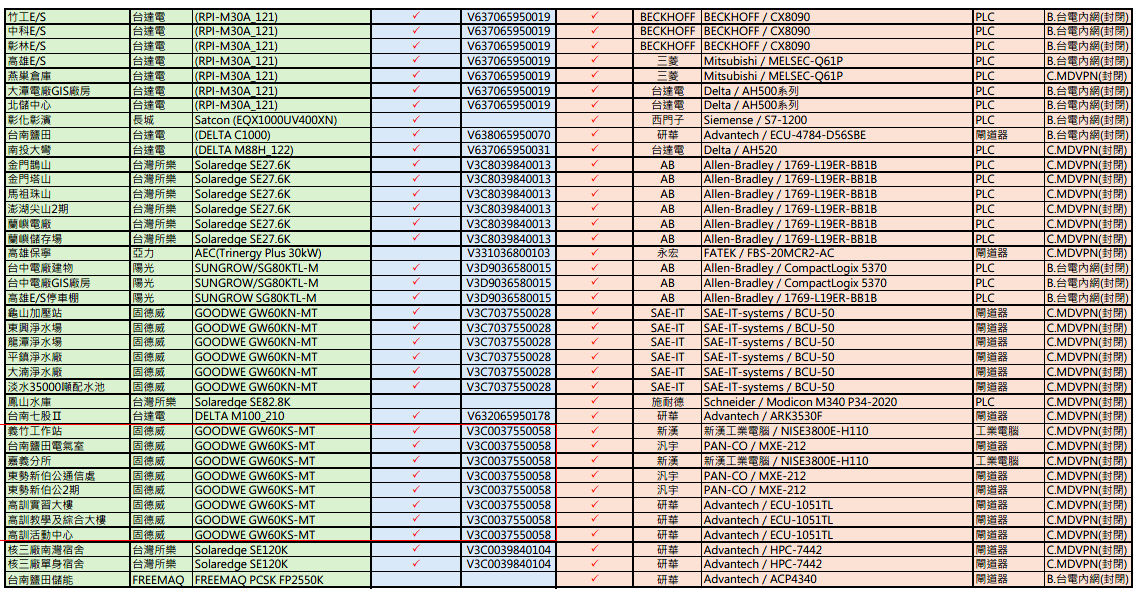 竹工E/S 台達電 (RPI-M30A_121) ✓ V637065950019 ✓ BECKHOFF BECKHOFF / CX8090 PLC B.台電內網(封閉)
中科E/S 台達電 (RPI-M30A_121) ✓ V637065950019 ✓ BECKHOFF BECKHOFF / CX8090 PLC B.台電內網(封閉)
彰林E/S 台達電 (RPI-M30A_121) ✓ V637065950019 ✓ BECKHOFF BECKHOFF / CX8090 PLC B.台電內網(封閉)
高雄E/S 台達電 (RPI-M30A_121) ✓ V637065950019 ✓ 三菱 Mitsubishi / MELSEC-Q61P PLC B.台電內網(封閉)
燕巢倉庫 台達電 (RPI-M30A_121) ✓ V637065950019 ✓ 三菱 Mitsubishi / MELSEC-Q61P PLC C.MDVPN(封閉)
大潭電廠GIS廠房 台達電 (RPI-M30A_121) ✓ V637065950019 ✓ 台達電 Delta / AH500系列 PLC B.台電內網(封閉)
北儲中心 台達電 (RPI-M30A_121) ✓ V637065950019 ✓ 台達電 Delta / AH500系列 PLC B.台電內網(封閉)
彰化彰濱 長城 Satcon (EQX1000UV400XN) ✓ ✓ 西門子 Siemense / S7-1200 PLC C.MDVPN(封閉)
台南鹽田 台達電 (DELTA C1000) ✓ V638065950070 ✓ 研華 Advantech / ECU-4784-D56SBE 閘道器 B.台電內網(封閉)
南投大彎 台達電 (DELTA M88H_122) ✓ V637065950031 ✓ 台達電 Delta / AH520 PLC C.MDVPN(封閉)
金門鵲山 台灣所樂 Solaredge SE27.6K ✓ V3C8039840013 ✓ AB Allen-Bradley / 1769-L19ER-BB1B PLC C.MDVPN(封閉)
金門塔山 台灣所樂 Solaredge SE27.6K ✓ V3C8039840013 ✓ AB Allen-Bradley / 1769-L19ER-BB1B PLC C.MDVPN(封閉)
馬祖珠山 台灣所樂 Solaredge SE27.6K ✓ V3C8039840013 ✓ AB Allen-Bradley / 1769-L19ER-BB1B PLC C.MDVPN(封閉)
澎湖尖山2期 台灣所樂 Solaredge SE27.6K ✓ V3C8039840013 ✓ AB Allen-Bradley / 1769-L19ER-BB1B PLC C.MDVPN(封閉)
蘭嶼電廠 台灣所樂 Solaredge SE27.6K ✓ V3C8039840013 ✓ AB Allen-Bradley / 1769-L19ER-BB1B PLC C.MDVPN(封閉)
蘭嶼儲存場 台灣所樂 Solaredge SE27.6K ✓ V3C8039840013 ✓ AB Allen-Bradley / 1769-L19ER-BB1B PLC C.MDVPN(封閉)
高雄保寧 亞力 AEC(Trinergy Plus 30kW) V331036800103 ✓ 永宏 FATEK / FBS-20MCR2-AC 閘道器 C.MDVPN(封閉)
台中電廠建物 陽光 SUNGROW/SG80KTL-M ✓ V3D9036580015 ✓ AB Allen-Bradley / CompactLogix 5370 PLC B.台電內網(封閉)
台中電廠GIS廠房 陽光 SUNGROW/SG80KTL-M ✓ V3D9036580015 ✓ AB Allen-Bradley / CompactLogix 5370 PLC B.台電內網(封閉)
高雄E/S停車棚 陽光 SUNGROW SG80KTL-M ✓ V3D9036580015 ✓ AB Allen-Bradley / 1769-L19ER-BB1B PLC B.台電內網(封閉)
龜山加壓站 固德威 GOODWE GW60KN-MT ✓ V3C7037550028 ✓ SAE-IT SAE-IT-systems / BCU-50 閘道器 C.MDVPN(封閉)
東興淨水場 固德威 GOODWE GW60KN-MT ✓ V3C7037550028 ✓ SAE-IT SAE-IT-systems / BCU-50 閘道器 C.MDVPN(封閉)
龍潭淨水場 固德威 GOODWE GW60KN-MT ✓ V3C7037550028 ✓ SAE-IT SAE-IT-systems / BCU-50 閘道器 C.MDVPN(封閉)
平鎮淨水廠 固德威 GOODWE GW60KN-MT ✓ V3C7037550028 ✓ SAE-IT SAE-IT-systems / BCU-50 閘道器 C.MDVPN(封閉)
大湳淨水廠 固德威 GOODWE GW60KN-MT ✓ V3C7037550028 ✓ SAE-IT SAE-IT-systems / BCU-50 閘道器 C.MDVPN(封閉)
淡水35000噸配水池 固德威 GOODWE GW60KN-MT ✓ V3C7037550028 ✓ SAE-IT SAE-IT-systems / BCU-50 閘道器 C.MDVPN(封閉)
鳳山水庫 台灣所樂 Solaredge SE82.8K ✓ 施耐德 Schneider / Modicon M340 P34-2020 PLC C.MDVPN(封閉)
台南七股Ⅱ 台達電 DELTA M100_210 ✓ V632065950178 ✓ 研華 Advantech / ARK3530F 閘道器 C.MDVPN(封閉)
義竹工作站 固德威 GOODWE GW60KS-MT ✓ V3C0037550058 ✓ 新漢 新漢工業電腦 / NISE3800E-H110 工業電腦 C.MDVPN(封閉)
台南鹽田電氣室 固德威 GOODWE GW60KS-MT ✓ V3C0037550058 ✓ 汎宇 PAN-CO / MXE-212 閘道器 C.MDVPN(封閉)
嘉義分所 固德威 GOODWE GW60KS-MT ✓ V3C0037550058 ✓ 新漢 新漢工業電腦 / NISE3800E-H110 工業電腦 C.MDVPN(封閉)
東勢新伯公通信處 固德威 GOODWE GW60KS-MT ✓ V3C0037550058 ✓ 汎宇 PAN-CO / MXE-212 閘道器 C.MDVPN(封閉)
東勢新伯公2期 固德威 GOODWE GW60KS-MT ✓ V3C0037550058 ✓ 汎宇 PAN-CO / MXE-212 閘道器 C.MDVPN(封閉)
高訓實習大樓 固德威 GOODWE GW60KS-MT ✓ V3C0037550058 ✓ 研華 Advantech / ECU-1051TL 閘道器 C.MDVPN(封閉)
高訓教學及綜合大樓 固德威 GOODWE GW60KS-MT ✓ V3C0037550058 ✓ 研華 Advantech / ECU-1051TL 閘道器 C.MDVPN(封閉)
高訓活動中心 固德威 GOODWE GW60KS-MT ✓ V3C0037550058 ✓ 研華 Advantech / ECU-1051TL 閘道器 C.MDVPN(封閉)
核三廠南灣宿舍 台灣所樂 Solaredge SE120K ✓ V3C0039840104 ✓ 研華 Advantech / HPC-7442 閘道器 C.MDVPN(封閉)
核三廠單身宿舍 台灣所樂 Solaredge SE120K ✓ V3C0039840104 ✓ 研華 Advantech / HPC-7442 閘道器 C.MDVPN(封閉)
台南鹽田儲能 FREEMAQ FREEMAQ PCSK FP2550K ✓ 研華 Advantech / ACP4340 閘道器 B.台電內網(封閉)